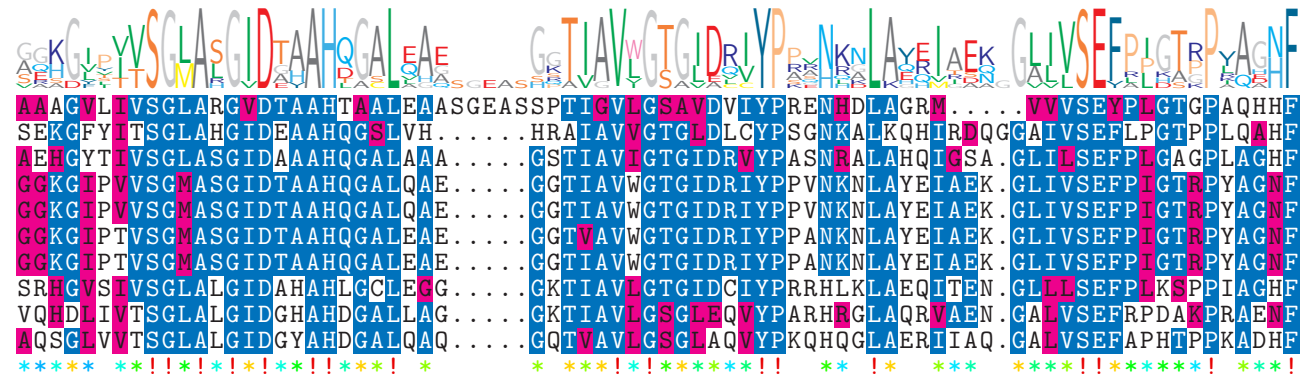 AAAGVLIVSGLARGVDTAAHTAALEAASGEASSPTIGVLGSAVDVIYPRENHDLAGRM.....VVVSEYPLGTGPAQHHF
SEKGFYITSGLAHGIDEAAHQGSLVH......HRAIAVVGTGLDLCYPSGNKALKQHIRDQGGAIVSEFLPGTPPLQAHF
AEHGYTIVSGLASGIDAAAHQGALAAA.....GSTIAVIGTGIDRVYPASNRALAHQIGSA.GLILSEFPLGAGPLAGHF
GGKGIPVVSGMASGIDTAAHQGALQAE.....GGTIAVWGTGIDRIYPPVNKNLAYEIAEK.GLIVSEFPIGTRPYAGNF
GGKGIPVVSGMASGIDTAAHQGALQAE.....GGTIAVWGTGIDRIYPPVNKNLAYEIAEK.GLIVSEFPIGTRPYAGNF
GGKGIPTVSGMASGIDTAAHQGALEAE.....GGTVAVWGTGIDRIYPPANKNLAYEIAEK.GLIVSEFPIGTRPYAGNF
GGKGIPTVSGMASGIDTAAHQGALEAE.....GGTIAVWGTGIDRIYPPANKNLAYEIAEK.GLIVSEFPIGTRPYAGNF
SRHGVSIVSGLALGIDAHAHLGCLEGG.....GKTIAVLGTGIDCIYPRRHLKLAEQITEN.GLLLSEFPLKSPPIAGHF
VQHDLIVTSGLALGIDGHAHDGALLAG.....GKTIAVLGSGLEQVYPARHRGLAQRVAEN.GALVSEFRPDAKPRAENF
AQSGLVVTSGLALGIDGYAHDGALQAQ.....GQTVAVLGSGLAQVYPKQHQGLAERIIAQ.GALVSEFAPHTPPKADHF